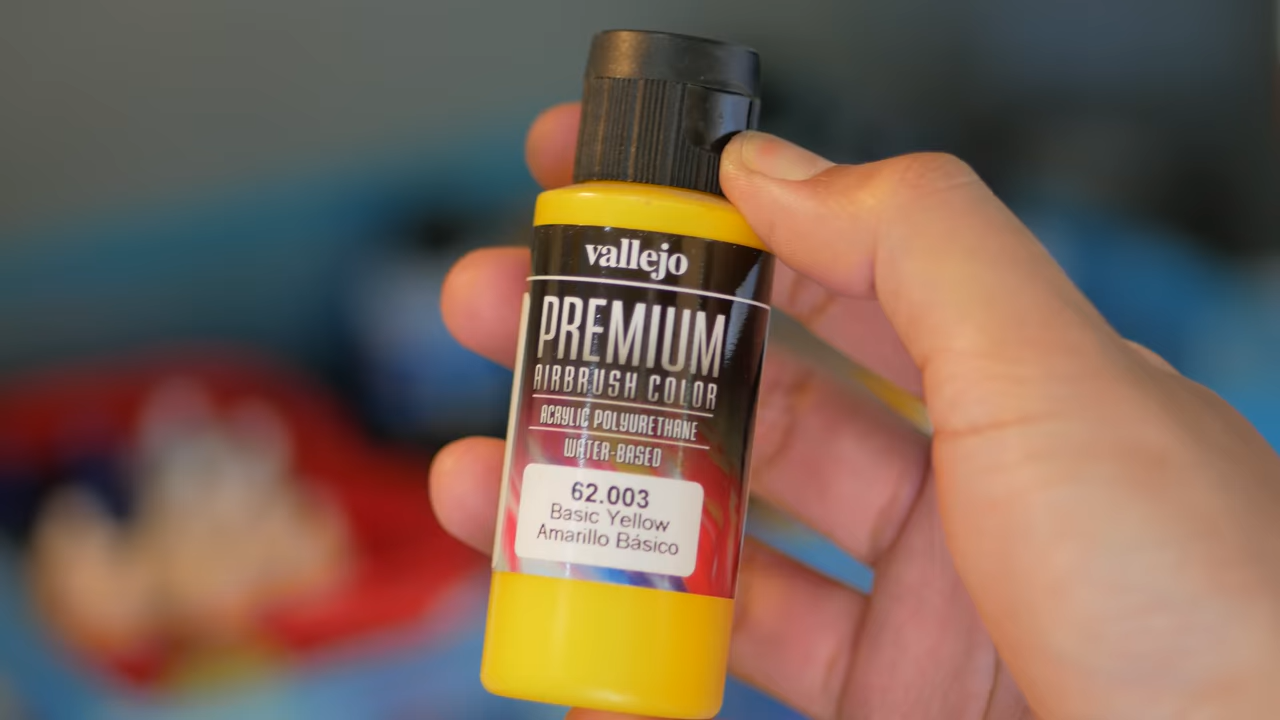 vallejo
PREMIUM
AIRBRUSH COLOR
ACRYLIC POLYURETHANE
WATER-BASED
62.003
Basic Yellow
Amarillo Básico